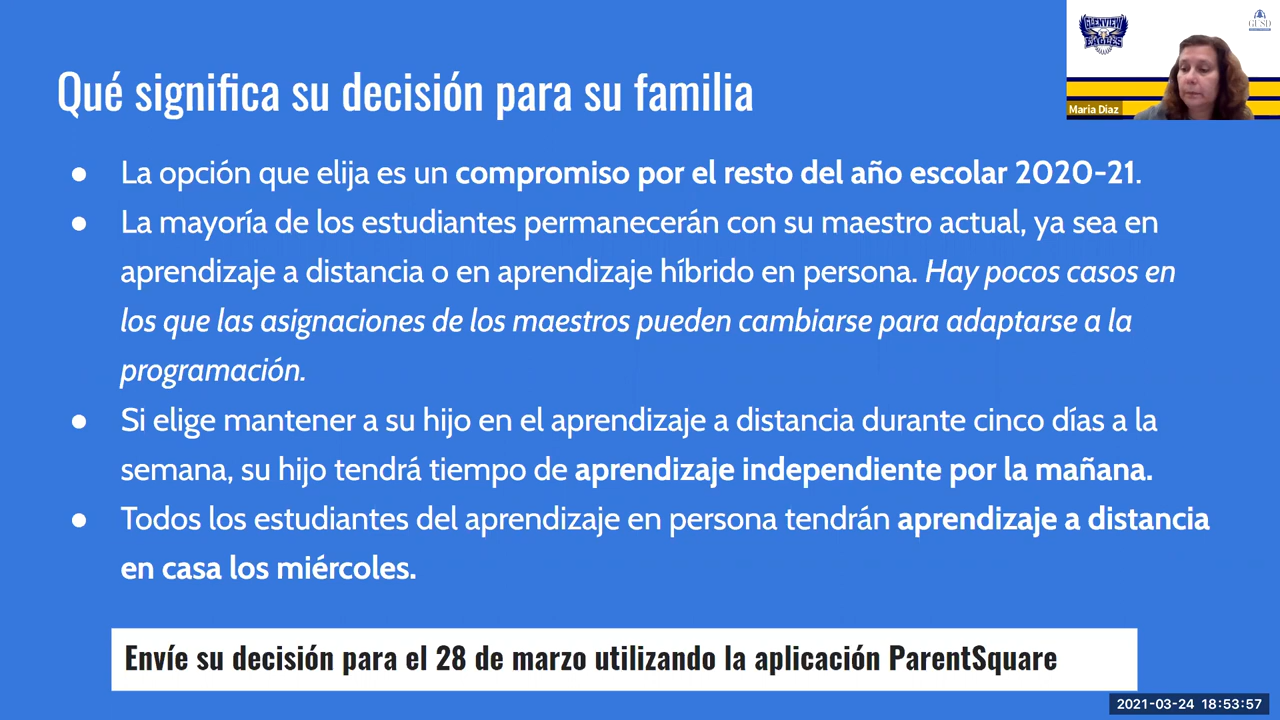 GLENVIEW
EAGLES
GUSD
Maria Diaz
Qué significa su decisión para su familia
● La opción que elija es un compromiso por el resto del año escolar 2020-21.
● La mayoría de los estudiantes permanecerán con su maestro actual, ya sea en
aprendizaje a distancia o en aprendizaje híbrido en persona. Hay pocos casos en
los que las asignaciones de los maestros pueden cambiarse para adaptarse a la
programación.
● Si elige mantener a su hijo en el aprendizaje a distancia durante cinco días a la
semana, su hijo tendrá tiempo de aprendizaje independiente por la mañana.
● Todos los estudiantes del aprendizaje en persona tendrán aprendizaje a distancia
en casa los miércoles.
Envíe su decisión para el 28 de marzo utilizando la aplicación ParentSquare
2021-03-24 18:53:57